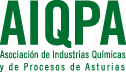 AIQPA
Asociación de Industrias Químicas
y de Procesos de Asturias